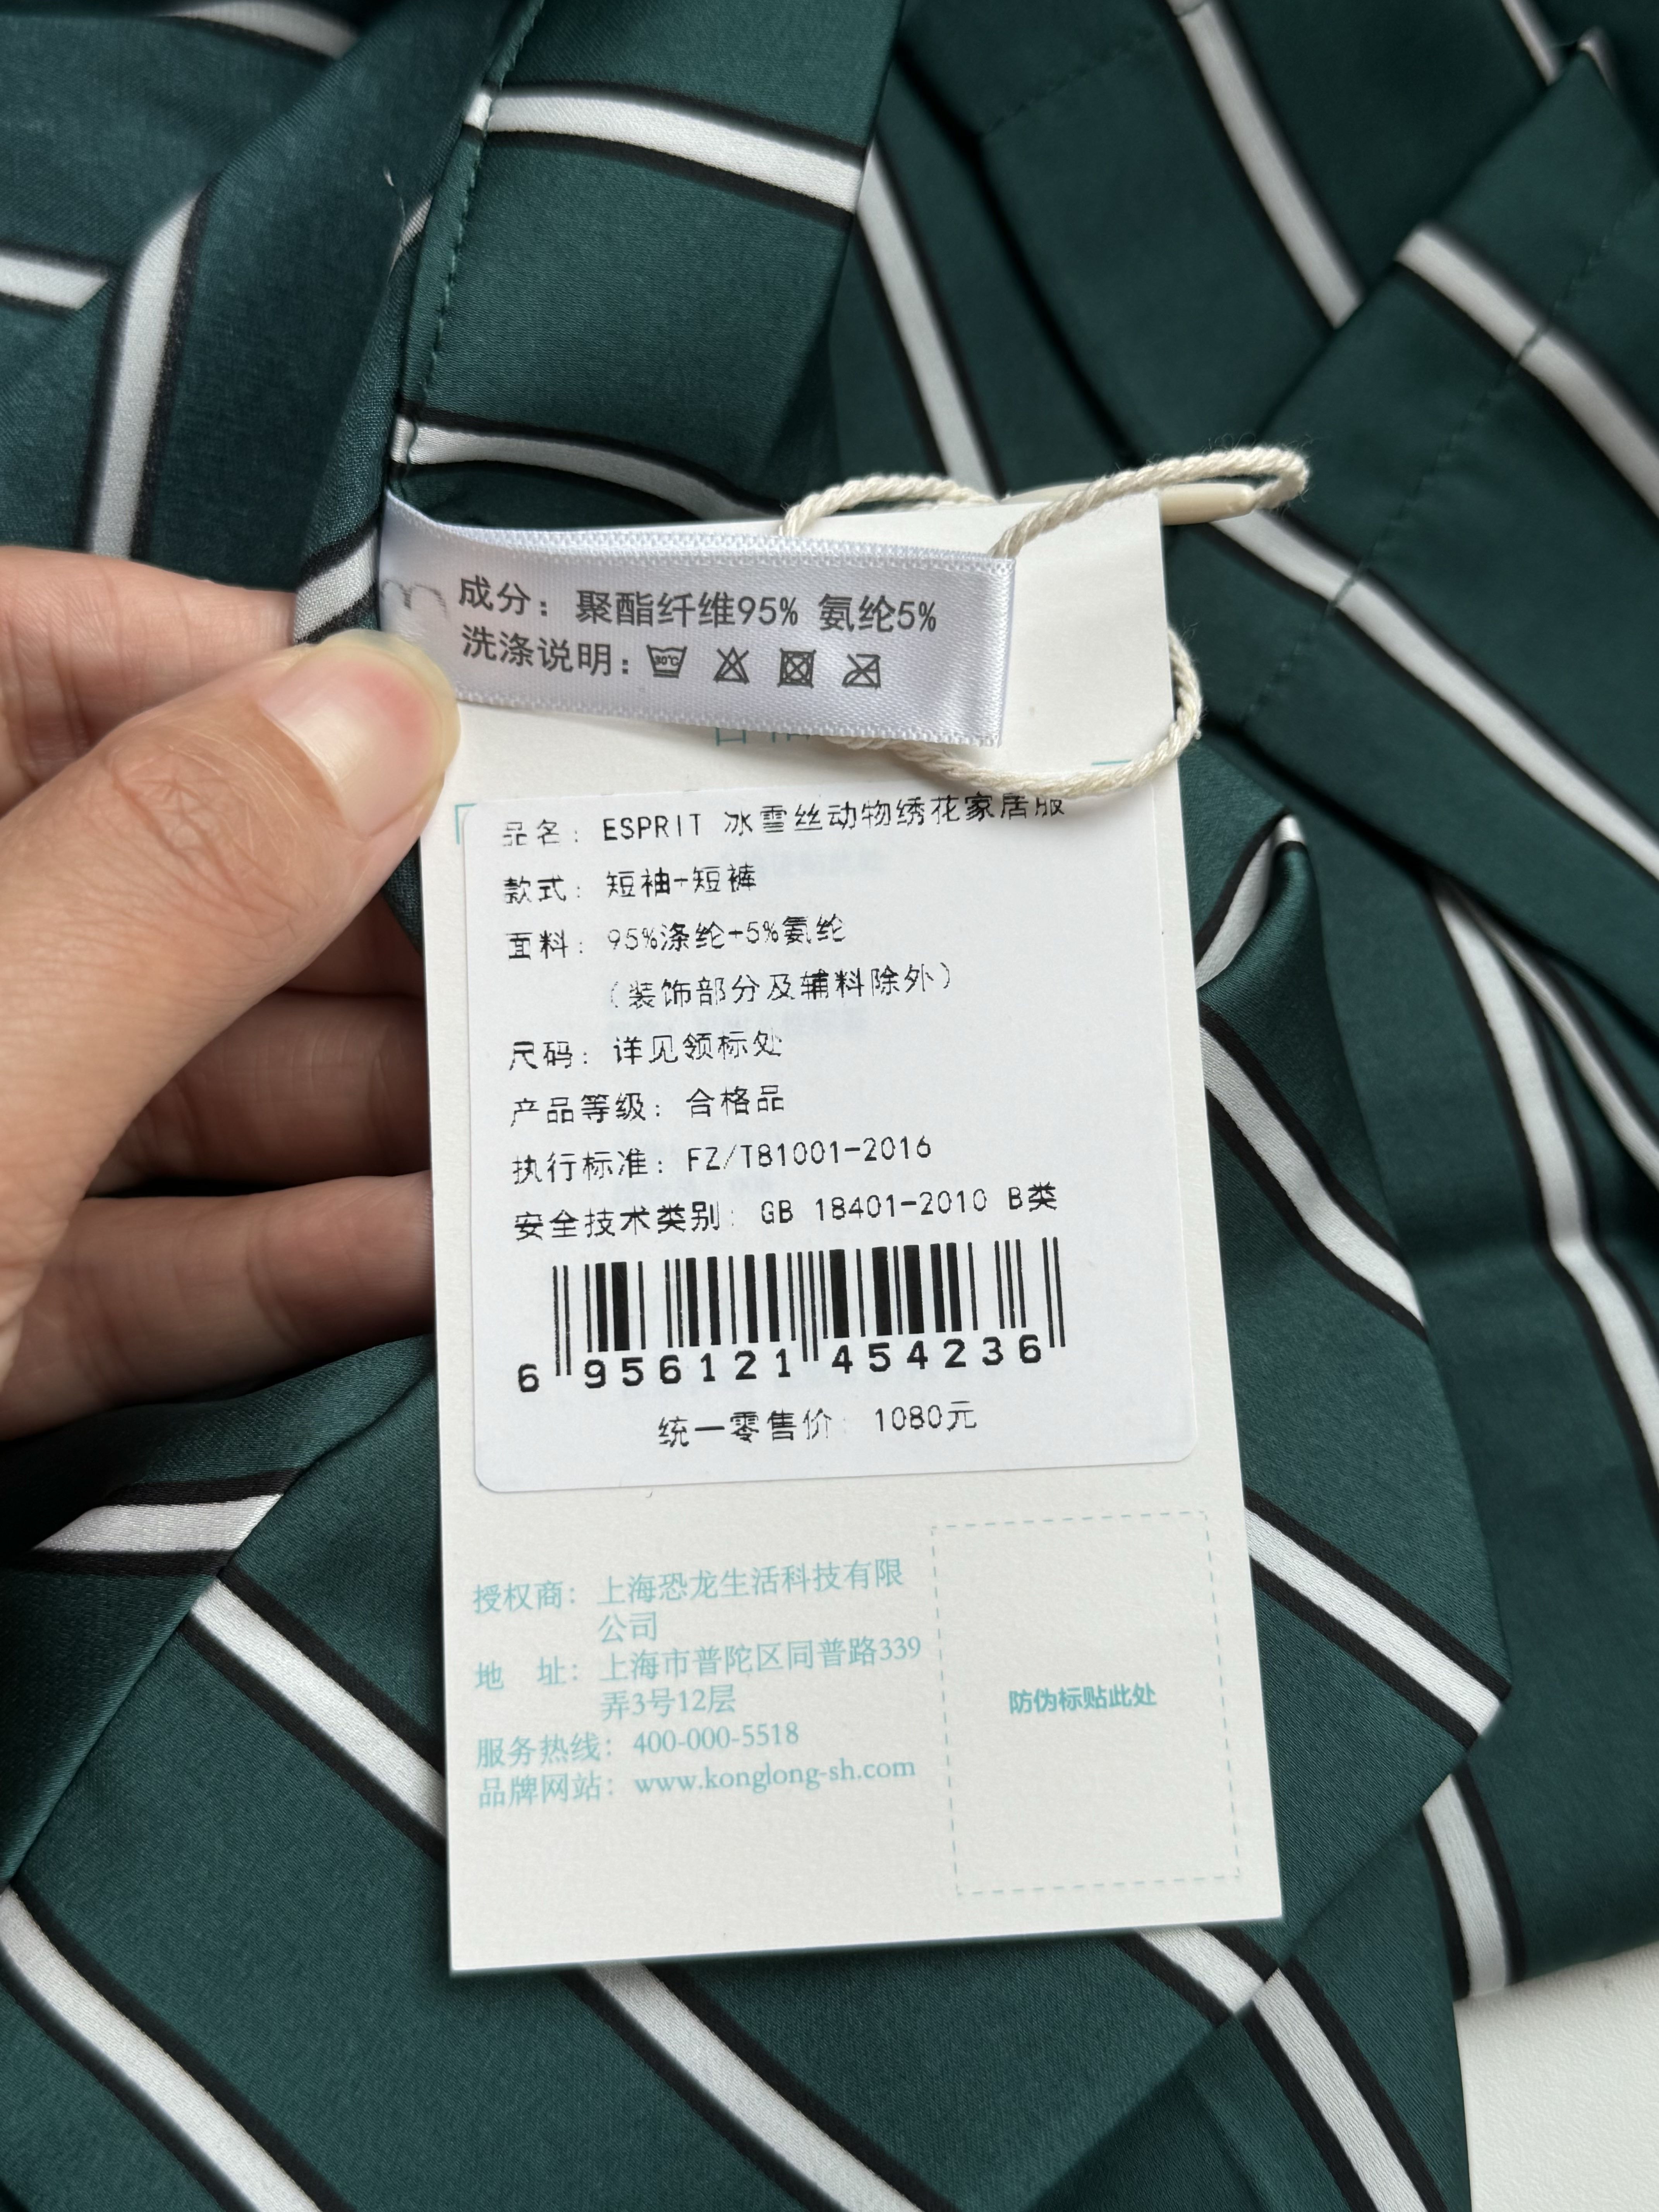 成分：聚酯纤维95% 氨纶5%
洗涤说明：
30℃
品名：ESPRIT 冰雪丝动物绣花家居服
款式：短袖+短裤
面料：95%涤纶+5%氨纶
（装饰部分及辅料除外）
尺码：详见领标处
产品等级：合格品
执行标准：FZ/T81001-2016
安全技术类别：GB 18401-2010 B类
6 956121 454236
统一零售价：1080元
授权商：上海恐龙生活科技有限
公司
地 址：上海市普陀区同普路339
弄3号12层
服务热线：400-000-5518
品牌网站：www.konglong-sh.com
防伪标贴此处